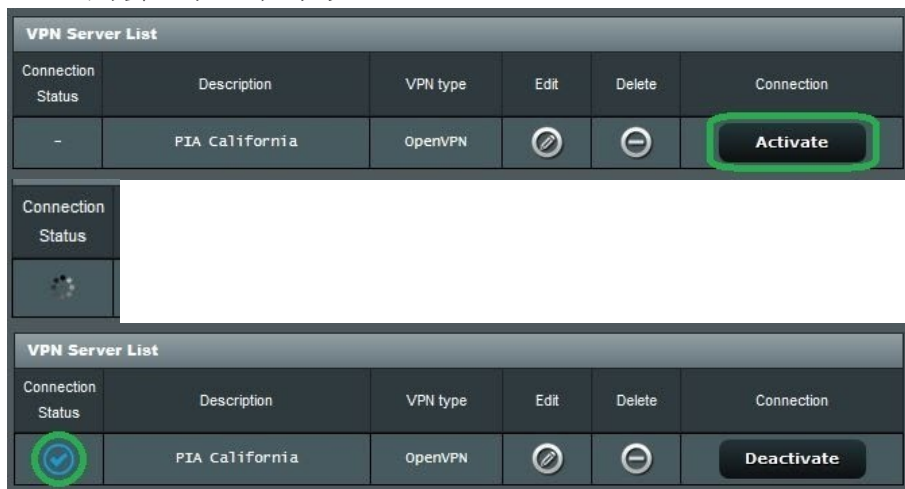 VPN Server List
Connection Status Description VPN type Edit Delete Connection
- PIA California OpenVPN Activate
Connection
Status
VPN Server List
Connection Status Description VPN type Edit Delete Connection
PIA California OpenVPN Deactivate